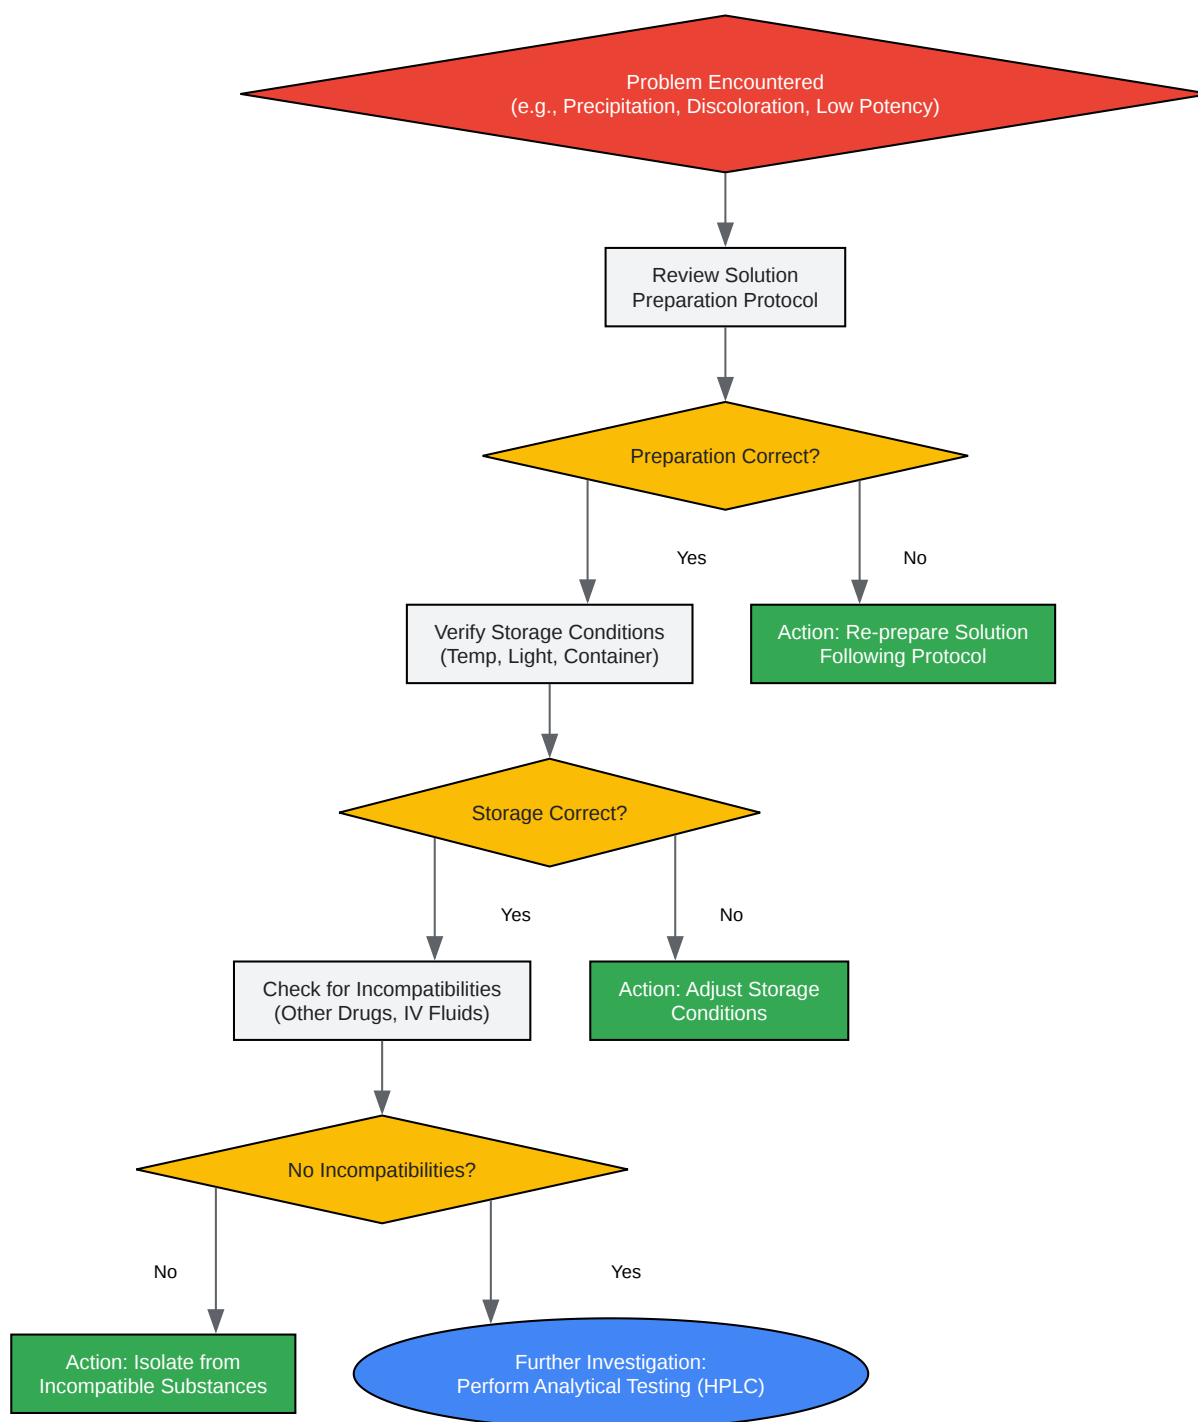 Problem Encountered
(e.g., Precipitation, Discoloration, Low Potency)
Review Solution
Preparation Protocol
Preparation Correct?
Yes
No
Verify Storage Conditions
(Temp, Light, Container)
Action: Re-prepare Solution
Following Protocol
Storage Correct?
Yes
No
Check for Incompatibilities
(Other Drugs, IV Fluids)
Action: Adjust Storage
Conditions
No Incompatibilities?
No
Yes
Action: Isolate from
Incompatible Substances
Further Investigation:
Perform Analytical Testing (HPLC)